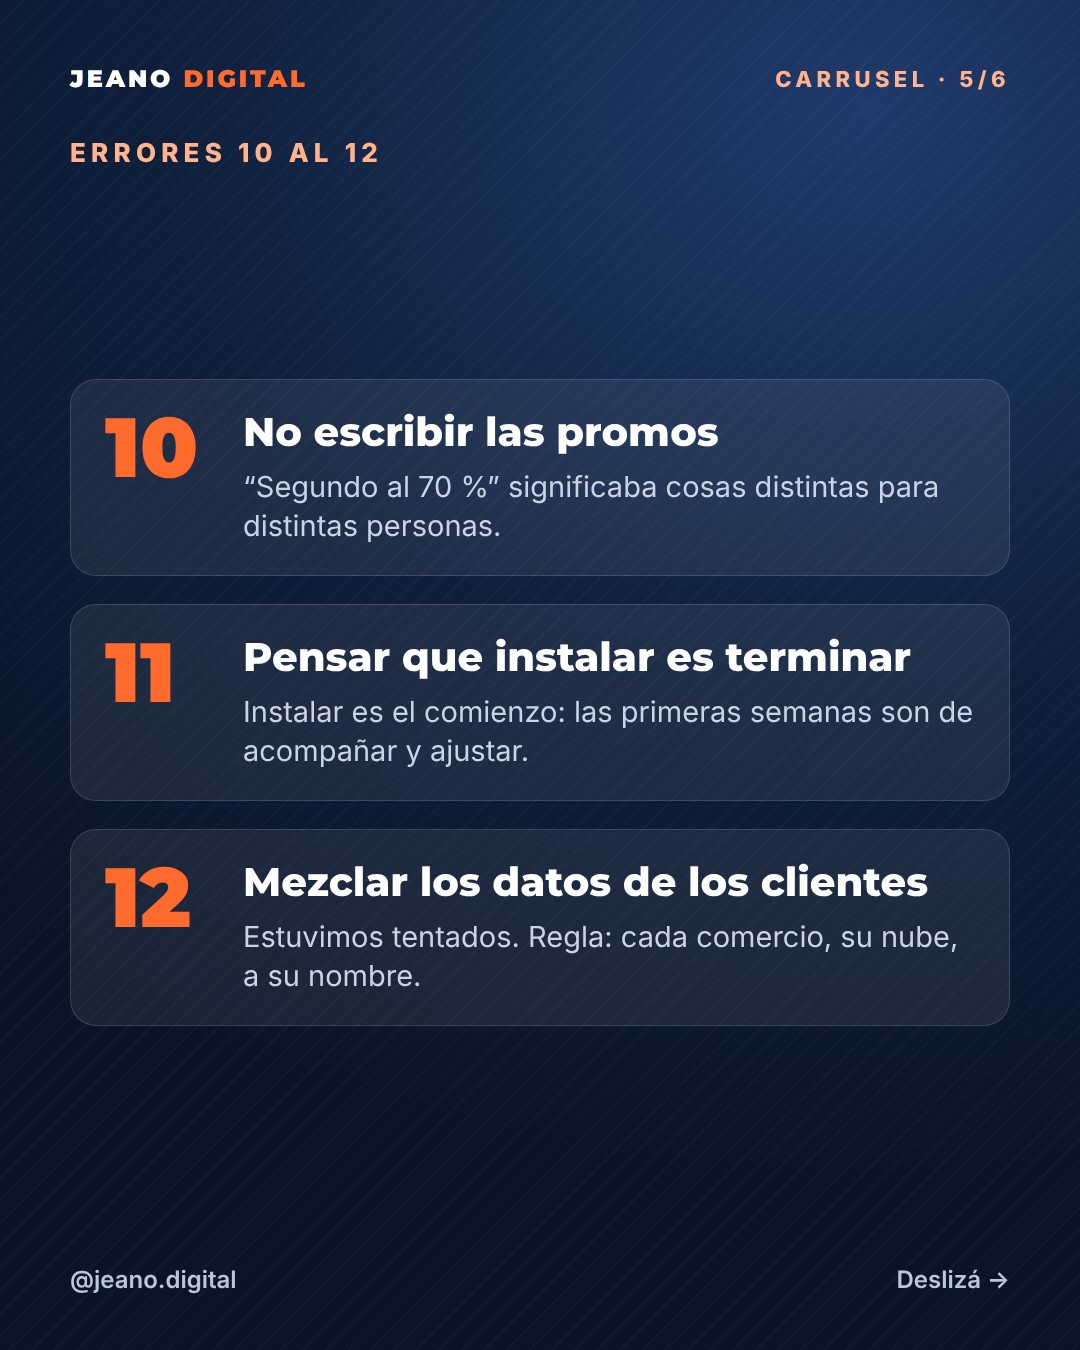 JEANO DIGITAL
CARRUSEL · 5/6
ERRORES 10 AL 12
10
No escribir las promos
“Segundo al 70 %” significaba cosas distintas para
distintas personas.
11
Pensar que instalar es terminar
Instalar es el comienzo: las primeras semanas son de
acompañar y ajustar.
12
Mezclar los datos de los clientes
Estuvimos tentados. Regla: cada comercio, su nube,
a su nombre.
@jeano.digital
Deslizá →